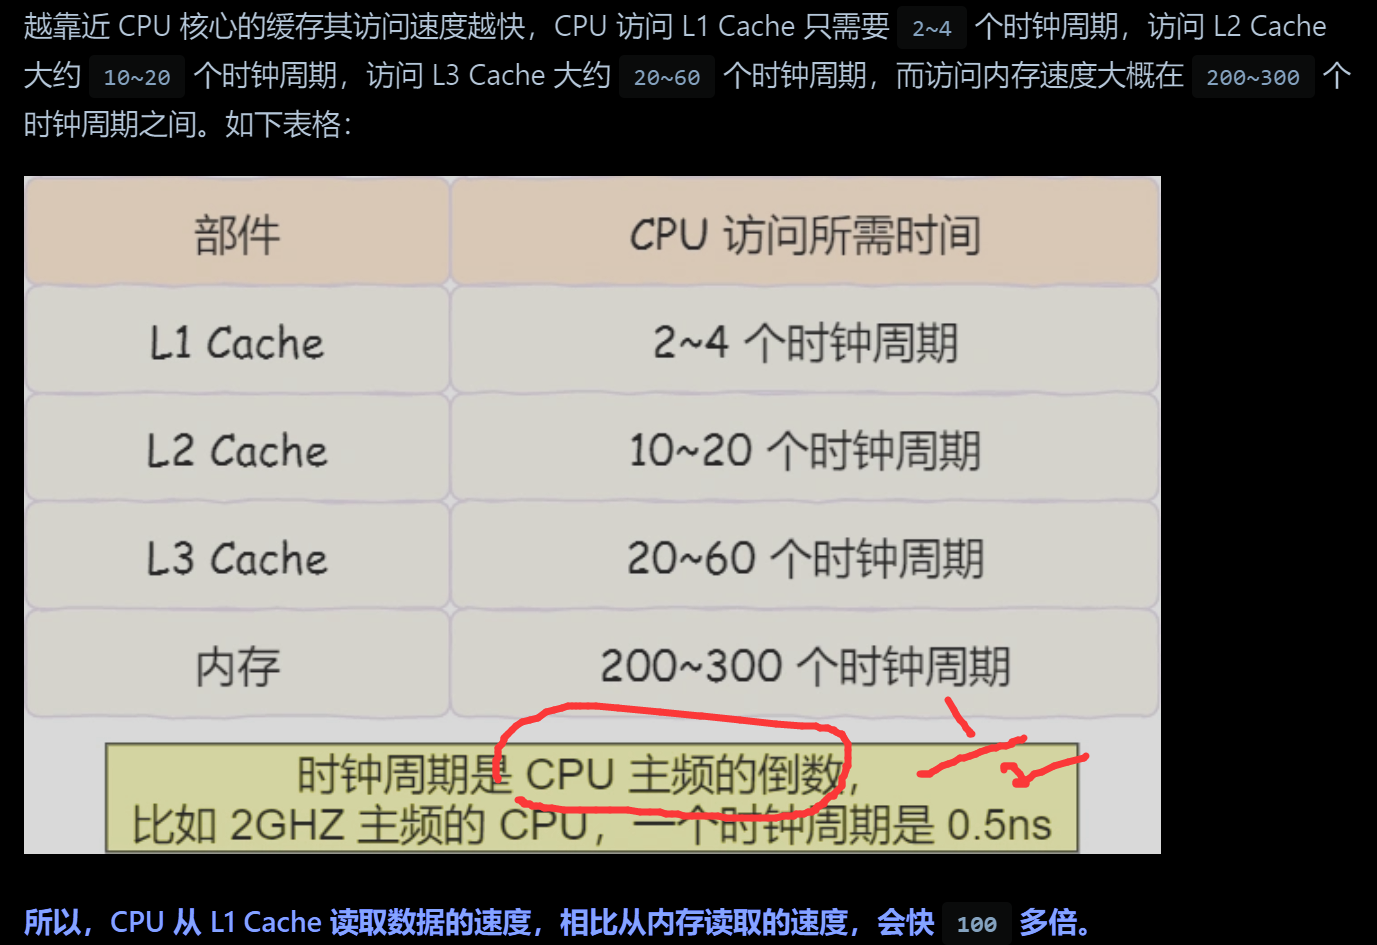 越靠近 CPU 核心的缓存其访问速度越快，CPU 访问 L1 Cache 只需要 2~4 个时钟周期，访问 L2 Cache
大约 10~20 个时钟周期，访问 L3 Cache 大约 20~60 个时钟周期，而访问内存速度大概在 200~300 个
时钟周期之间。如下表格：
部件 CPU 访问所需时间
L1 Cache 2~4 个时钟周期
L2 Cache 10~20 个时钟周期
L3 Cache 20~60 个时钟周期
内存 200~300 个时钟周期
时钟周期是 CPU 主频的倒数，
比如 2GHZ 主频的 CPU，一个时钟周期是 0.5ns
所以，CPU 从 L1 Cache 读取数据的速度，相比从内存读取的速度，会快 100 多倍。